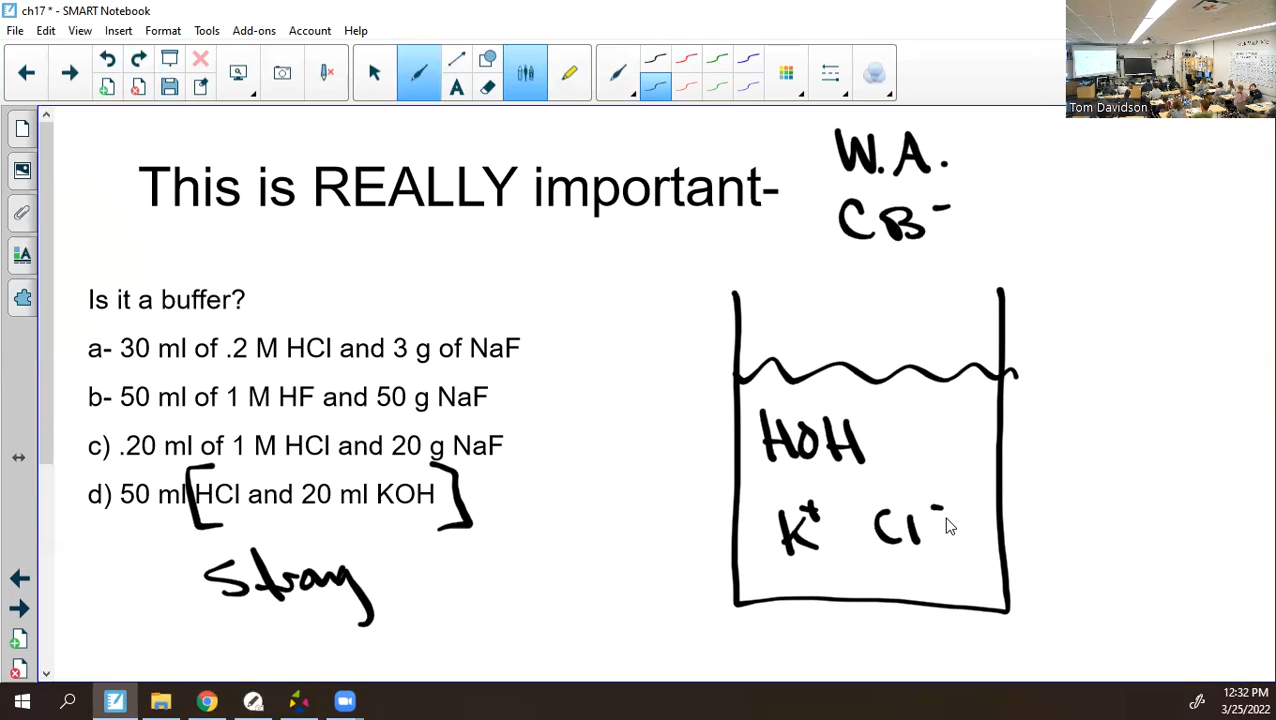 ch17 * - SMART Notebook
File Edit View Insert Format Tools Add-ons Account Help
Tom Davidson
This is REALLY important-
W.A.
CB⁻
Is it a buffer?
a- 30 ml of .2 M HCl and 3 g of NaF
b- 50 ml of 1 M HF and 50 g NaF
c) .20 ml of 1 M HCl and 20 g NaF
d) 50 ml [HCl and 20 ml KOH]
Strong
HOH
K⁺ Cl⁻
12:32 PM
3/25/2022